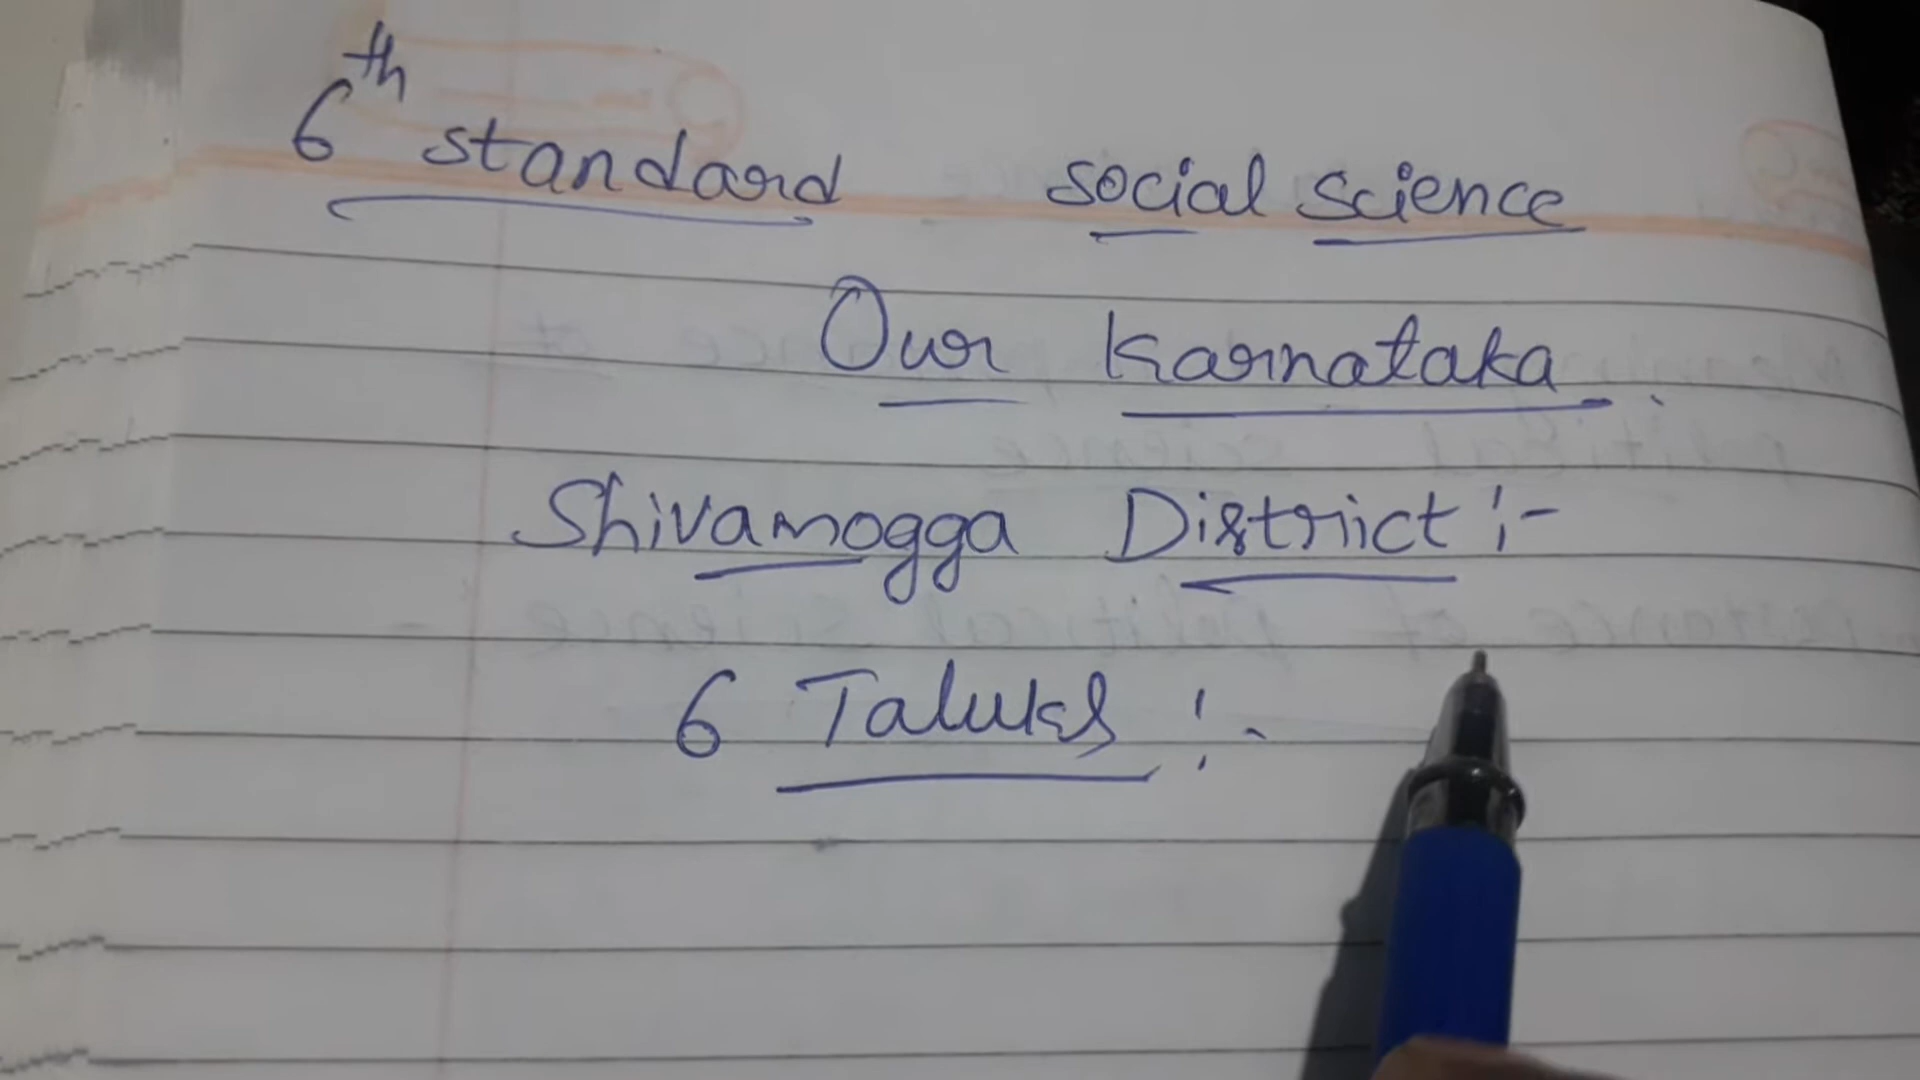 6th standard social science
Our Karnataka
Shivamogga District :-
6 Taluks :-